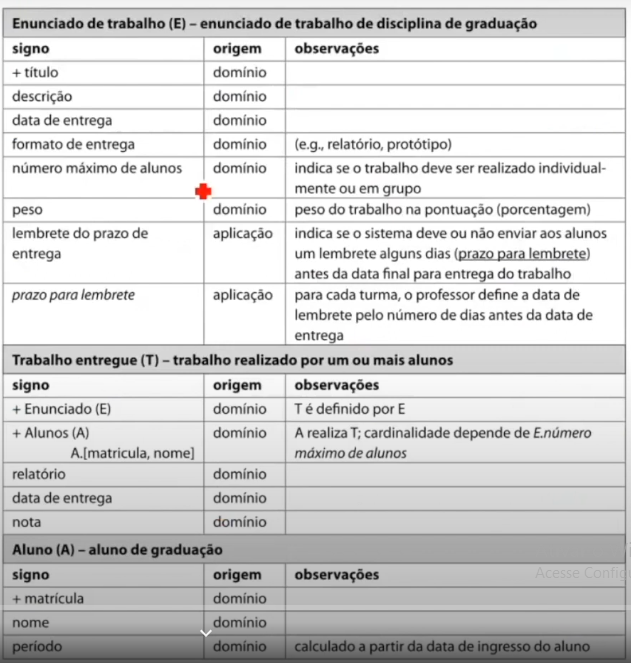 Enunciado de trabalho (E) – enunciado de trabalho de disciplina de graduação
signo origem observações
+ título domínio
descrição domínio
data de entrega domínio
formato de entrega domínio (e.g., relatório, protótipo)
número máximo de alunos domínio indica se o trabalho deve ser realizado individual-
mente ou em grupo
peso domínio peso do trabalho na pontuação (porcentagem)
lembrete do prazo de aplicação indica se o sistema deve ou não enviar aos alunos
entrega um lembrete alguns dias (prazo para lembrete)
antes da data final para entrega do trabalho
prazo para lembrete aplicação para cada turma, o professor define a data de
lembrete pelo número de dias antes da data de
entrega
Trabalho entregue (T) – trabalho realizado por um ou mais alunos
signo origem observações
+ Enunciado (E) domínio T é definido por E
+ Alunos (A) domínio A realiza T; cardinalidade depende de E.número
A.[matricula, nome] máximo de alunos
relatório domínio
data de entrega domínio
nota domínio
Aluno (A) – aluno de graduação
signo origem observações
Acesse Config
+ matrícula domínio
nome domínio
período domínio calculado a partir da data de ingresso do aluno